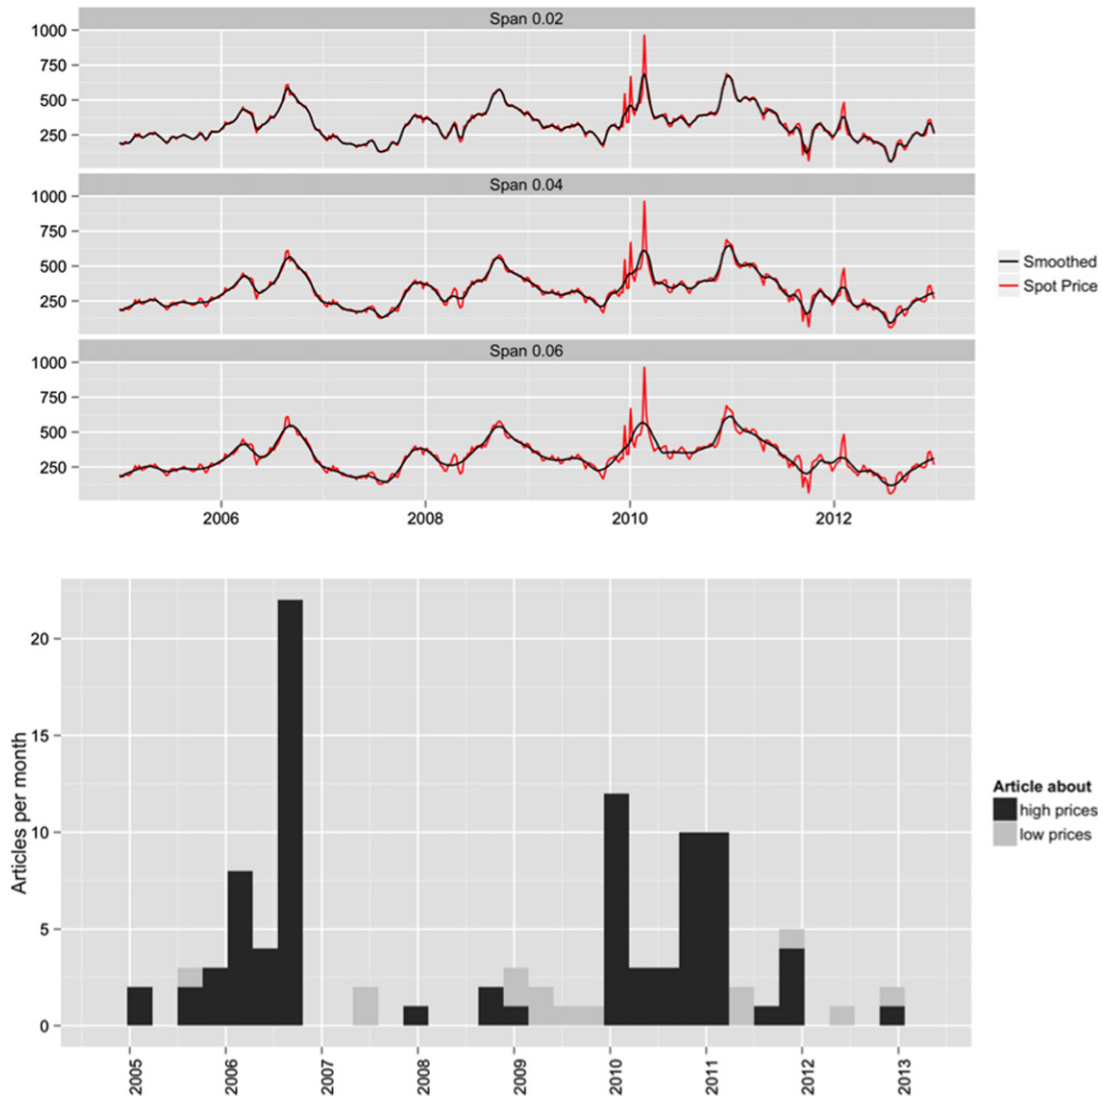 Span 0.02
1000
750
500
250
Span 0.04
1000
750
500
250
Smoothed
Spot Price
Span 0.06
1000
750
500
250
2006 2008 2010 2012
20
15
10
5
0
Articles per month
Article about
high prices
low prices
2005 2006 2007 2008 2009 2010 2011 2012 2013